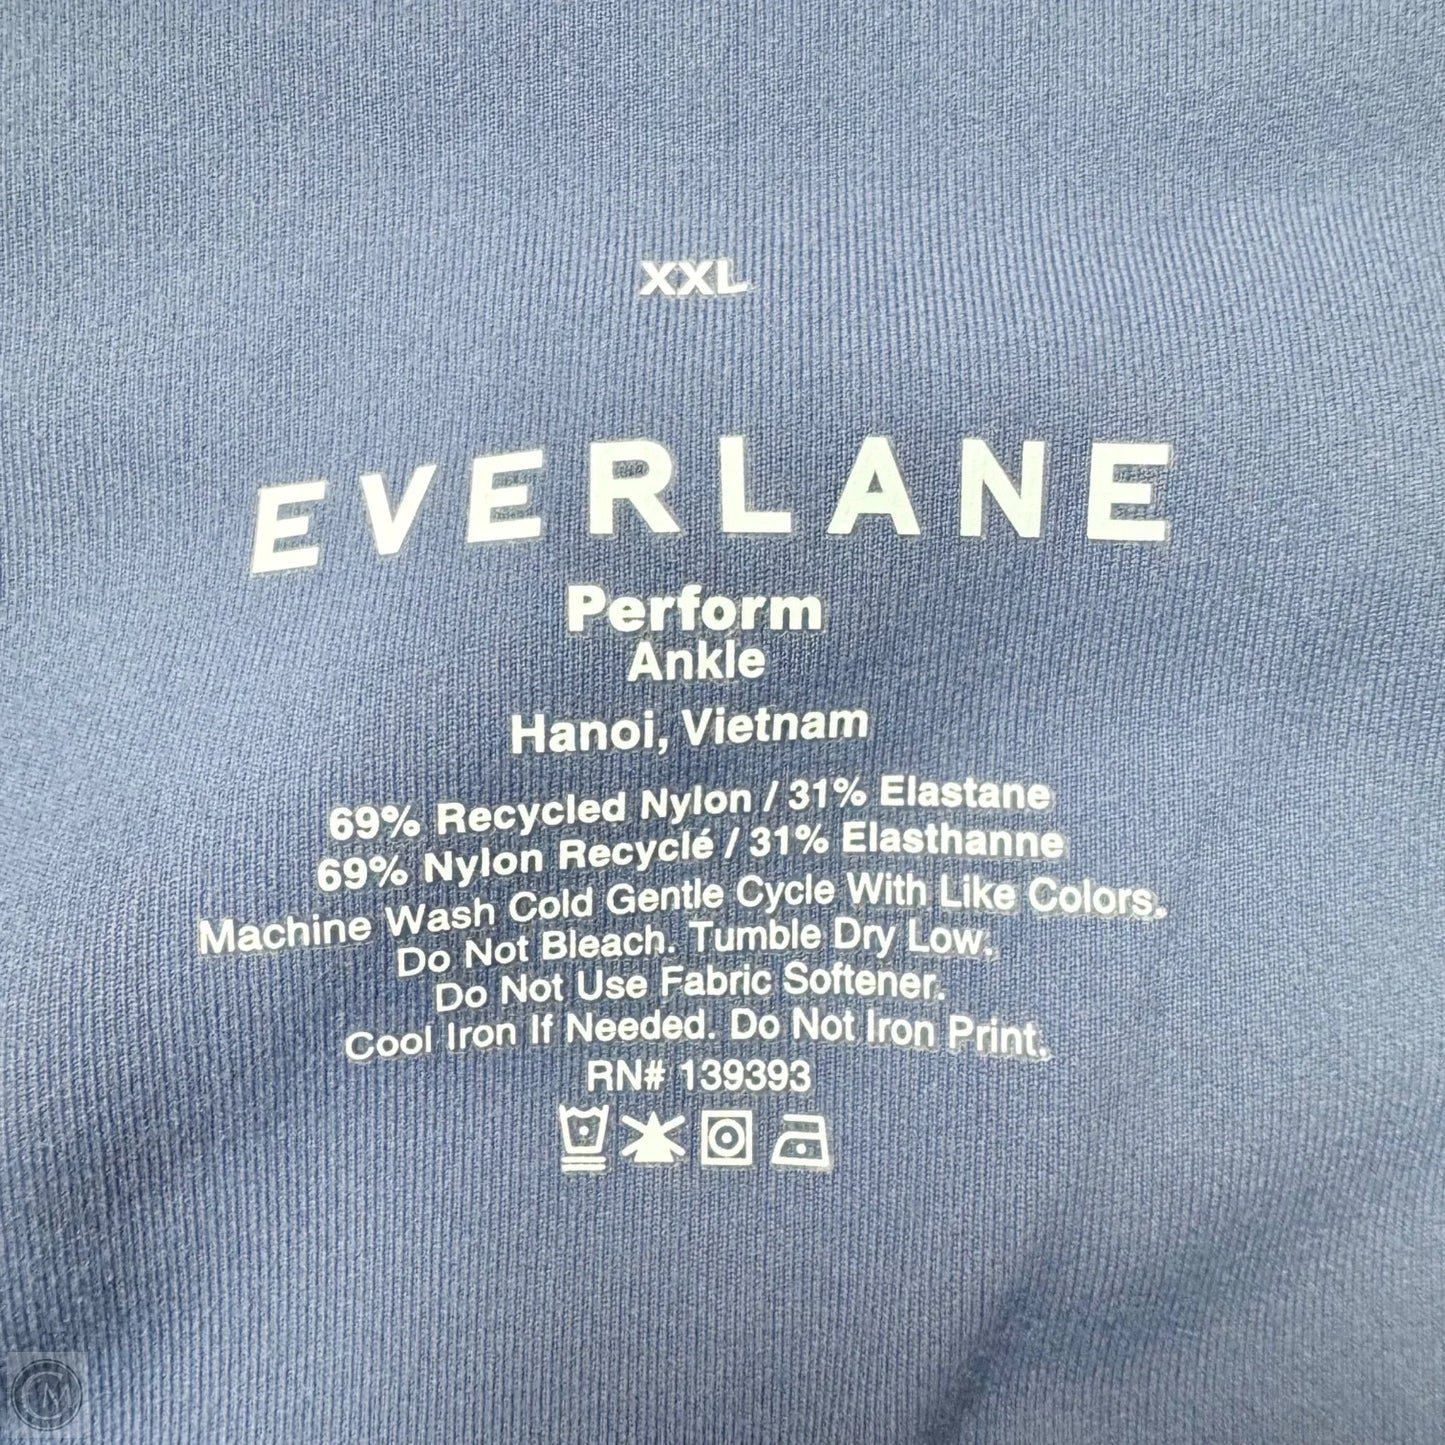 XXL
EVERLANE
Perform
Ankle
Hanoi, Vietnam
69% Recycled Nylon / 31% Elastane
69% Nylon Recyclé / 31% Elasthanne
Machine Wash Cold Gentle Cycle With Like Colors.
Do Not Bleach. Tumble Dry Low.
Do Not Use Fabric Softener.
Cool Iron If Needed. Do Not Iron Print.
RN# 139393
CM